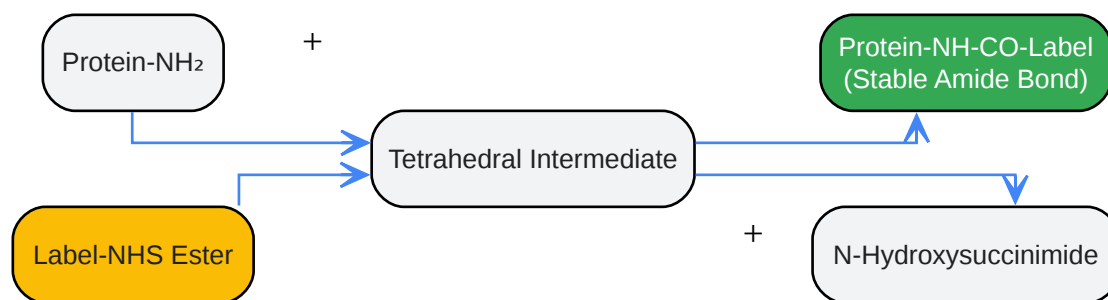 Protein-NH₂
+
Protein-NH-CO-Label
(Stable Amide Bond)
Tetrahedral Intermediate
Label-NHS Ester
+
N-Hydroxysuccinimide